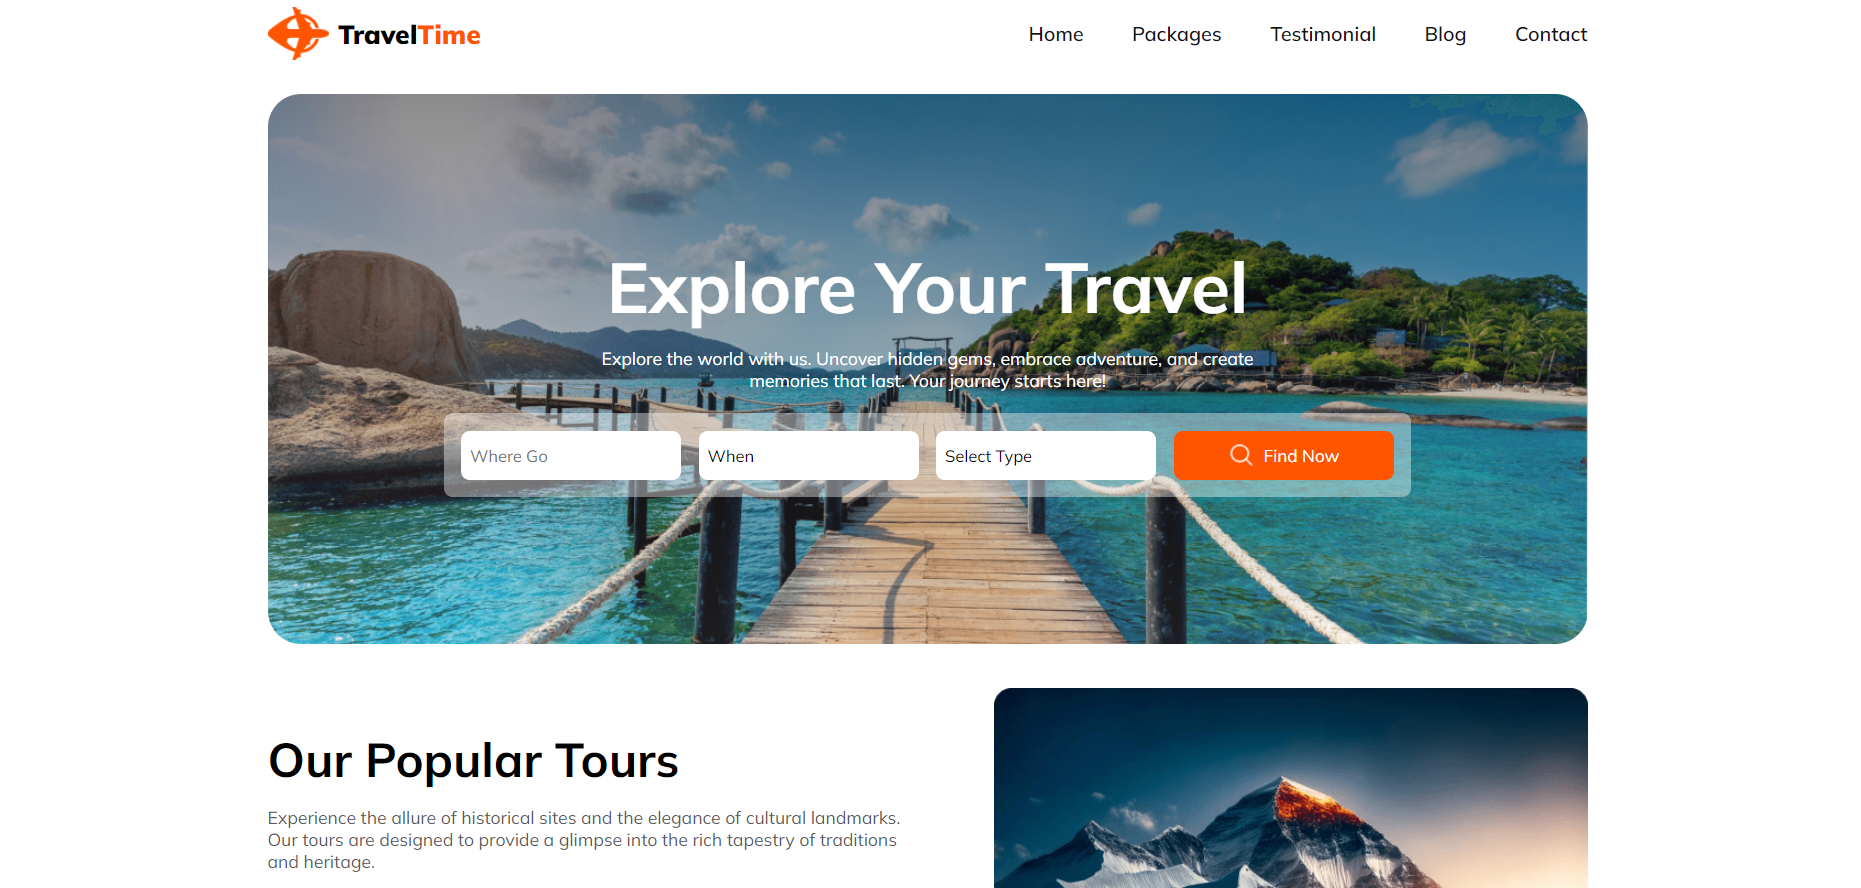 TravelTime
Home
Packages
Testimonial
Blog
Contact
Explore Your Travel
Explore the world with us. Uncover hidden gems, embrace adventure, and create
memories that last. Your journey starts here!
Where Go
When
Select Type
Find Now
Our Popular Tours
Experience the allure of historical sites and the elegance of cultural landmarks.
Our tours are designed to provide a glimpse into the rich tapestry of traditions
and heritage.